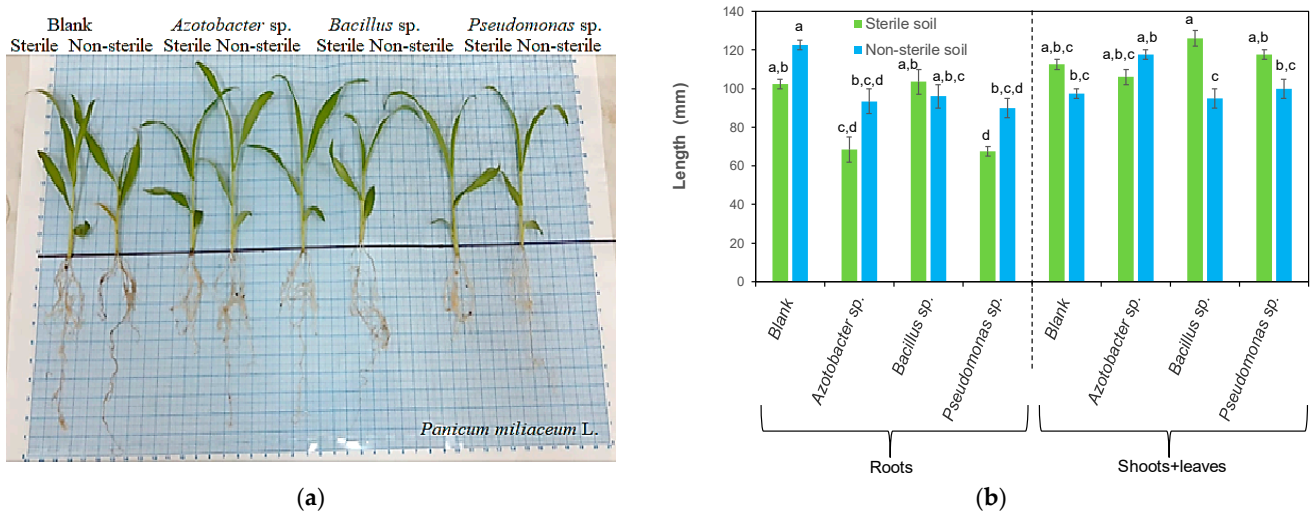 Blank Azotobacter sp. Bacillus sp. Pseudomonas sp.
Sterile Non-sterile Sterile Non-sterile Sterile Non-sterile Sterile Non-sterile
Panicum miliaceum L.
(a)
Length (mm)
140
120
100
80
60
40
20
0
Sterile soil
Non-sterile soil
a,b
a
c,d
b,c,d
a,b
a,b,c
d
b,c,d
a,b,c
b,c
a,b,c
a,b
a
c
a,b
b,c
Blank
Azotobacter sp.
Bacillus sp.
Pseudomonas sp.
Blank
Azotobacter sp.
Bacillus sp.
Pseudomonas sp.
Roots
Shoots+leaves
(b)